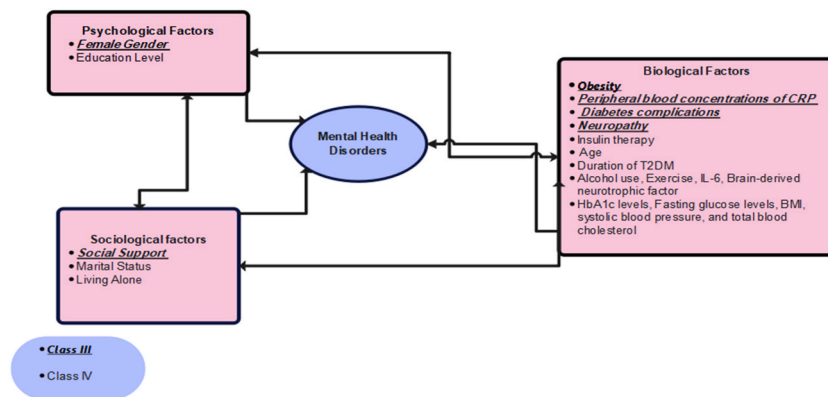 Psychological Factors
• Female Gender
• Education Level
Mental Health
Disorders
Sociological factors
• Social Support
• Marital Status
• Living Alone
Biological Factors
• Obesity
• Peripheral blood concentrations of CRP
• Diabetes complications
• Neuropathy
• Insulin therapy
• Age
• Duration of T2DM
• Alcohol use, Exercise, IL-6, Brain-derived
neurotrophic factor
• HbA1c levels, Fasting glucose levels, BMI,
systolic blood pressure, and total blood
cholesterol
• Class III
• Class IV